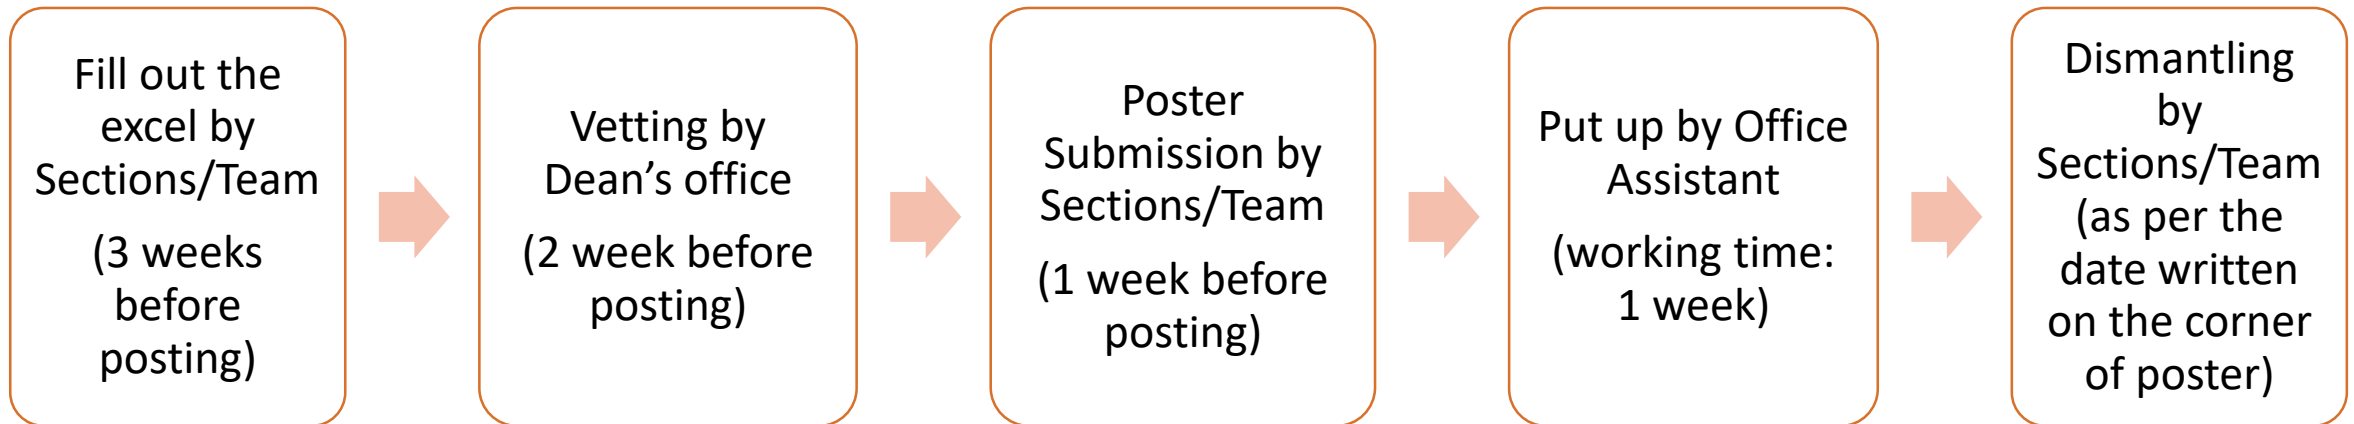 Fill out the
excel by
Sections/Team
(3 weeks
before
posting)
Vetting by
Dean’s office
(2 week before
posting)
Poster
Submission by
Sections/Team
(1 week before
posting)
Put up by Office
Assistant
(working time:
1 week)
Dismantling
by
Sections/Team
(as per the
date written
on the corner
of poster)